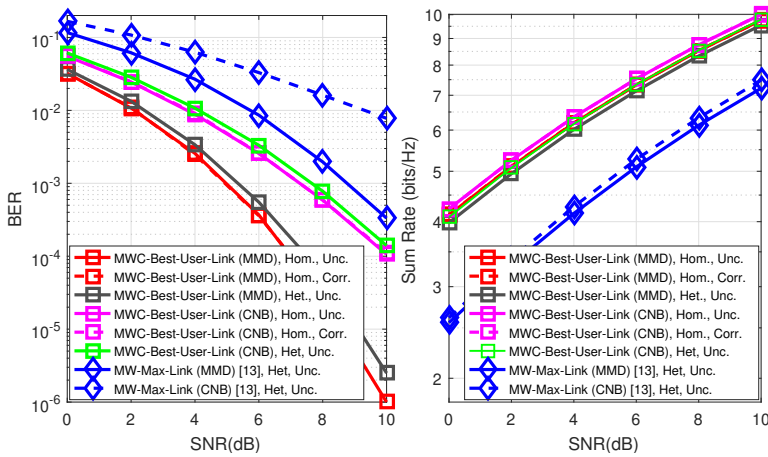 10^-1
10^-2
10^-3
10^-4
10^-5
10^-6
BER
0 2 4 6 8 10
SNR(dB)
MWC-Best-User-Link (MMD), Hom., Unc.
MWC-Best-User-Link (MMD), Hom., Corr.
MWC-Best-User-Link (MMD), Het., Unc.
MWC-Best-User-Link (CNB), Hom., Unc.
MWC-Best-User-Link (CNB), Hom., Corr.
MWC-Best-User-Link (CNB), Het, Unc.
MW-Max-Link (MMD) [13], Het, Unc.
MW-Max-Link (CNB) [13], Het, Unc.
10
9
8
7
6
5
4
3
2
Sum Rate (bits/Hz)
0 2 4 6 8 10
SNR(dB)
MWC-Best-User-Link (MMD), Hom., Unc.
MWC-Best-User-Link (MMD), Hom., Corr.
MWC-Best-User-Link (MMD), Het., Unc.
MWC-Best-User-Link (CNB), Hom., Unc.
MWC-Best-User-Link (CNB), Hom., Corr.
MWC-Best-User-Link (CNB), Het, Unc.
MW-Max-Link (MMD) [13], Het, Unc.
MW-Max-Link (CNB) [13], Het, Unc.